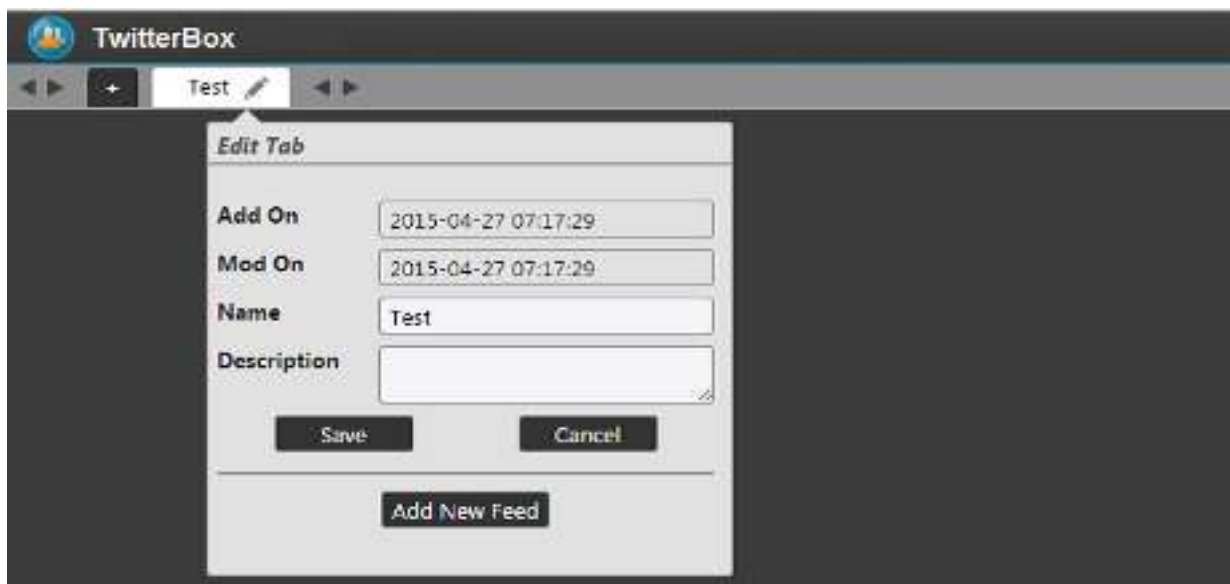 TwitterBox
+ Test
Edit Tab
Add On 2015-04-27 07:17:29
Mod On 2015-04-27 07:17:29
Name Test
Description
Save Cancel
Add New Feed